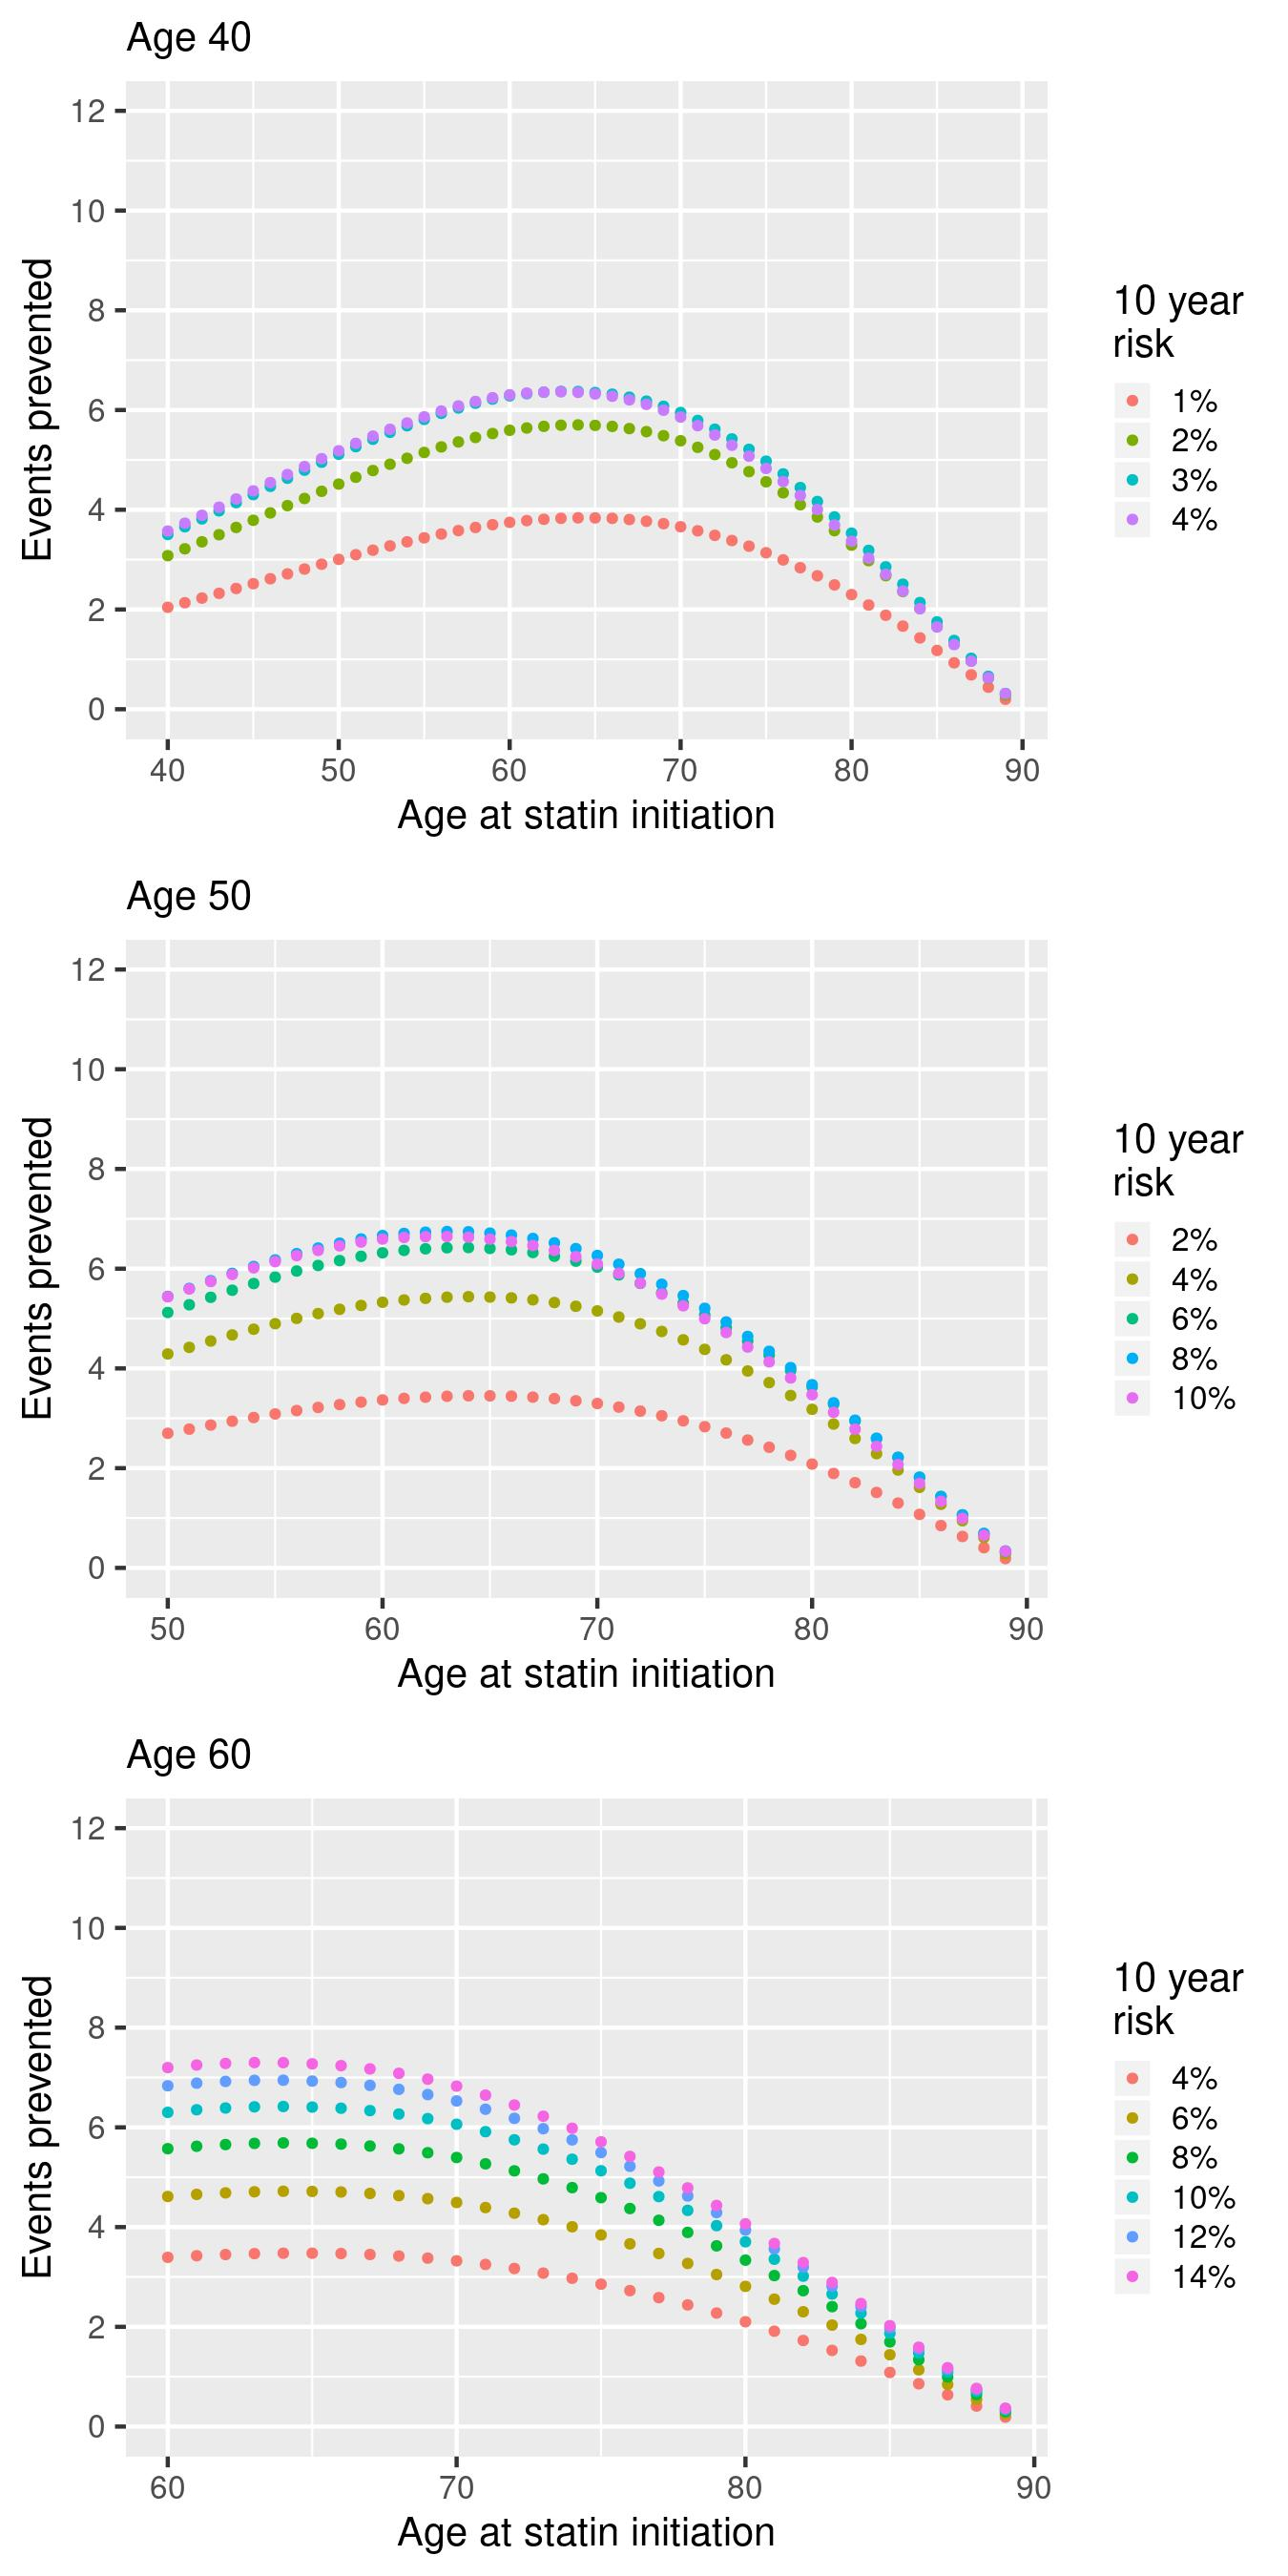 Age 40
Events prevented
12
10
8
6
4
2
0
40 50 60 70 80 90
Age at statin initiation
10 year
risk
1%
2%
3%
4%
Age 50
Events prevented
12
10
8
6
4
2
0
50 60 70 80 90
Age at statin initiation
10 year
risk
2%
4%
6%
8%
10%
Age 60
Events prevented
12
10
8
6
4
2
0
60 70 80 90
Age at statin initiation
10 year
risk
4%
6%
8%
10%
12%
14%